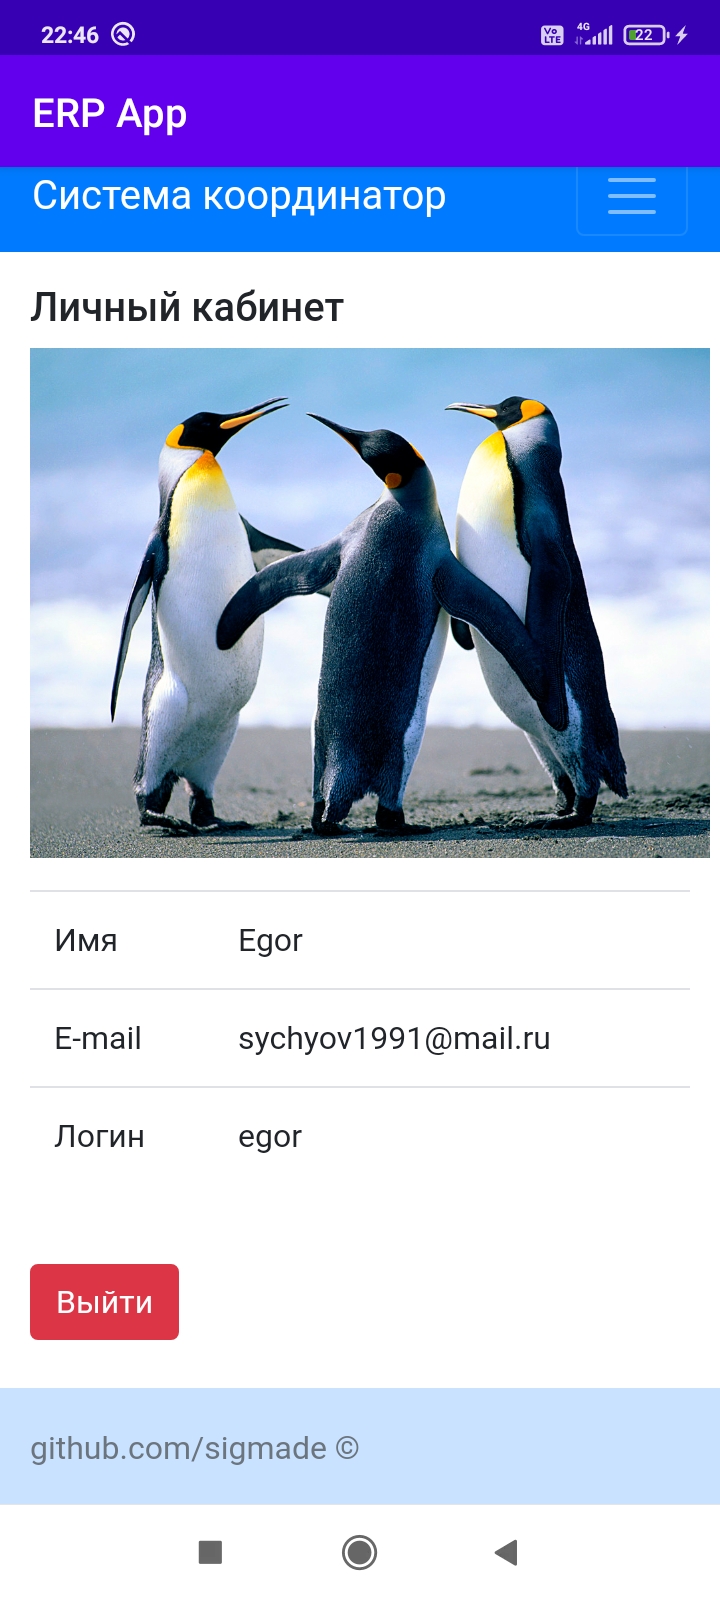 22:46
Vo LTE 4G 22
ERP App
Система координатор
Личный кабинет
Имя Egor
E-mail sychyov1991@mail.ru
Логин egor
Выйти
github.com/sigmade ©